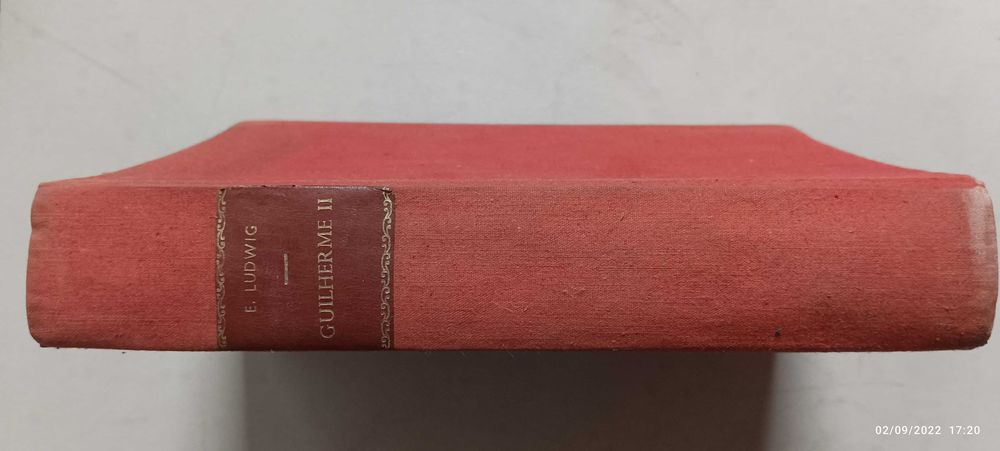 E. LUDWIG
GUILHERME II
02/09/2022 17:20